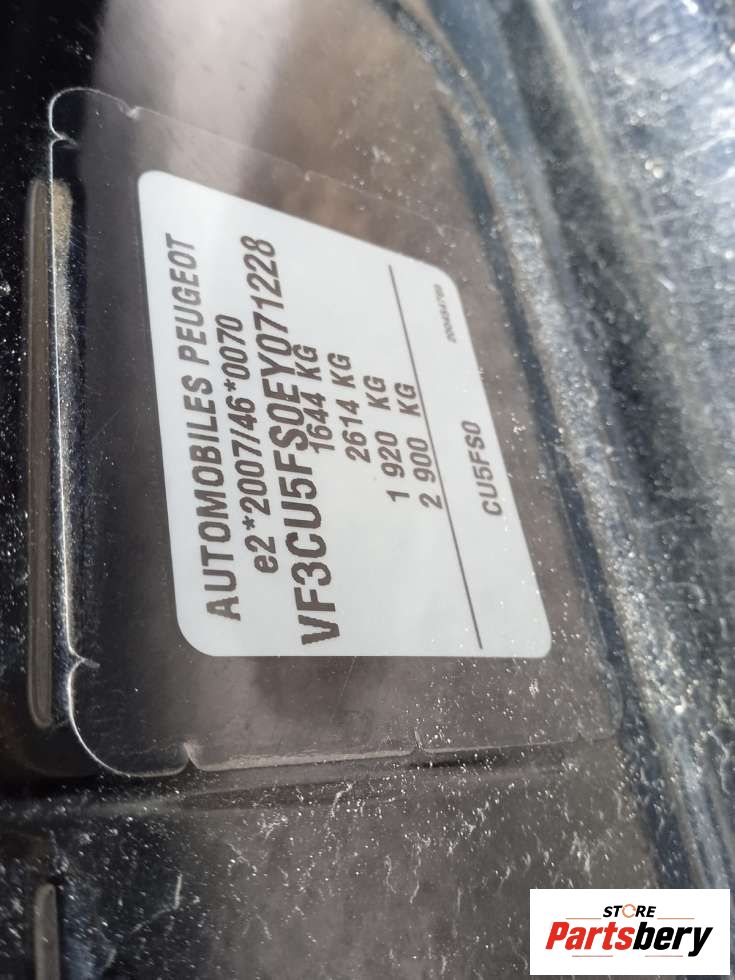 AUTOMOBILES PEUGEOT
e2*2007/46*0070
VF3CU5FS0EY071228
1644 KG
2614 KG
1 920 KG
2 900 KG
CU5FS0
STORE
Partsbery